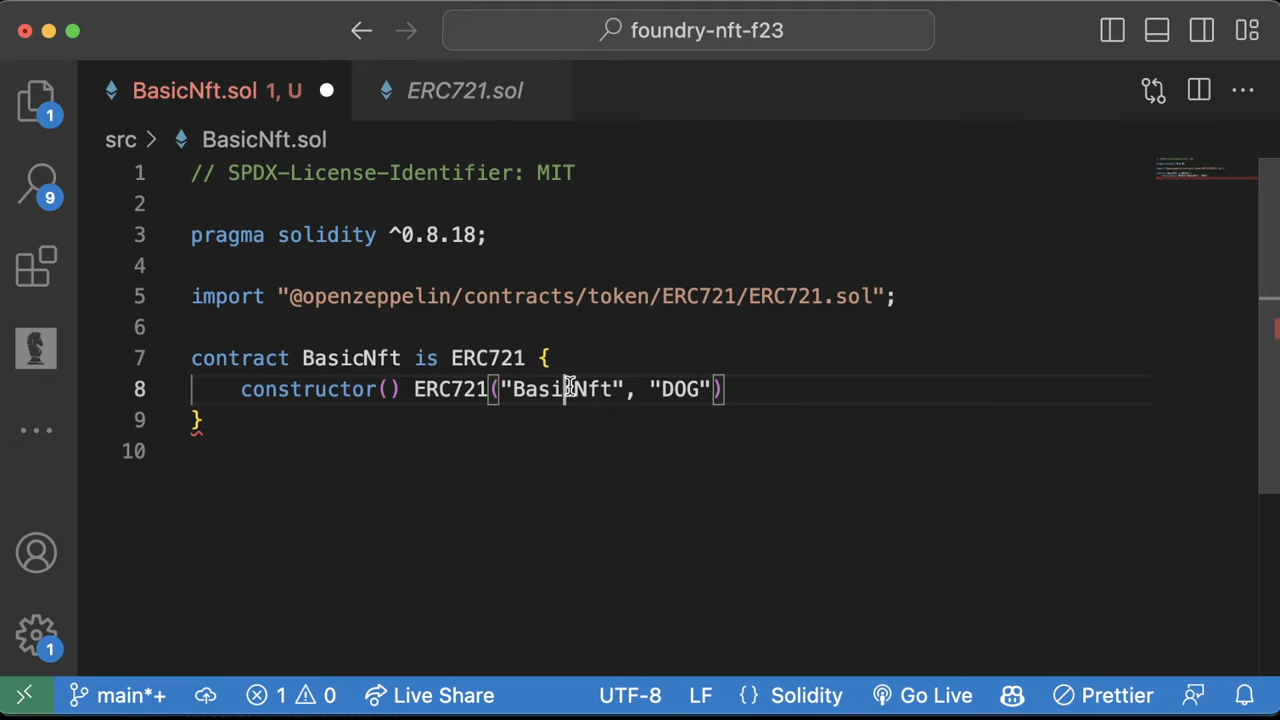 foundry-nft-f23
BasicNft.sol 1, U
ERC721.sol
src > BasicNft.sol
1 // SPDX-License-Identifier: MIT
2
3 pragma solidity ^0.8.18;
4
5 import "@openzeppelin/contracts/token/ERC721/ERC721.sol";
6
7 contract BasicNft is ERC721 {
8 constructor() ERC721("BasicNft", "DOG")
9 }
10
1
9
1
main*+
1
0
Live Share
UTF-8
LF
{} Solidity
Go Live
Prettier